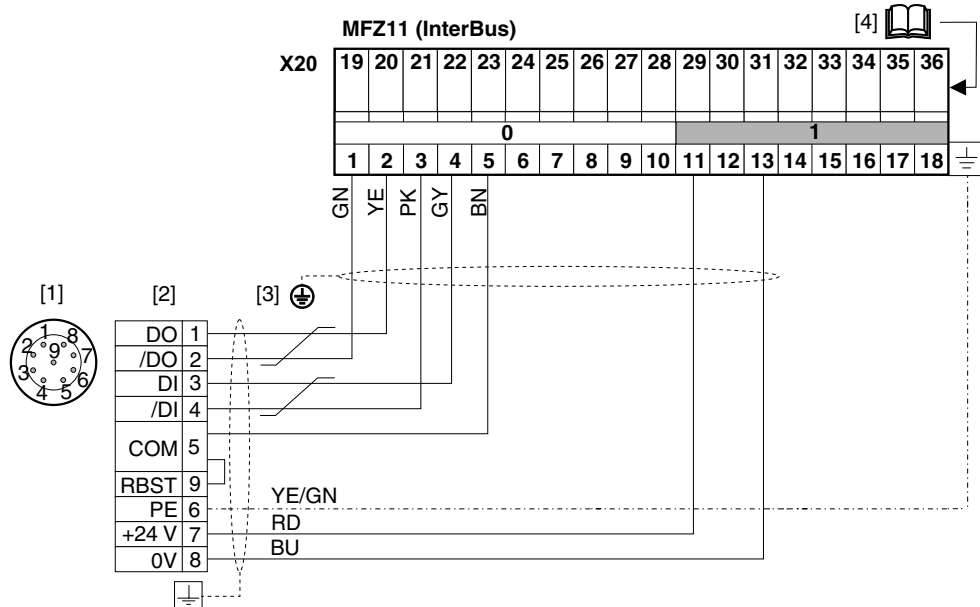 MFZ11 (InterBus)
[4]
X20
19 20 21 22 23 24 25 26 27 28 29 30 31 32 33 34 35 36
0 1
1 2 3 4 5 6 7 8 9 10 11 12 13 14 15 16 17 18
GN YE PK GY BN
[1] [2] [3]
1 8
2 9 7
3 6
4 5
DO 1
/DO 2
DI 3
/DI 4
COM 5
RBST 9
PE 6
+24 V 7
0V 8
YE/GN
RD
BU